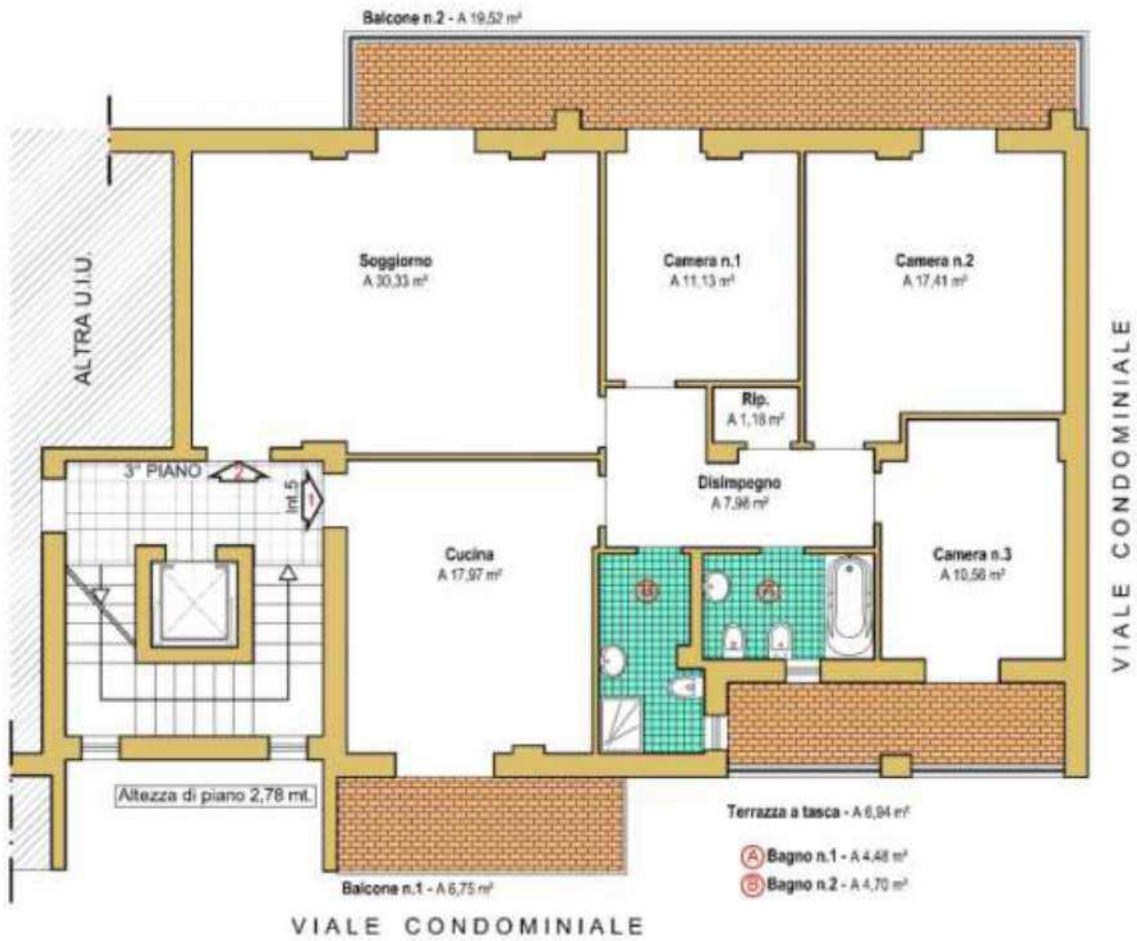 Balcone n.2 - A 19,52 m²
Soggiorno
A 30,33 m²
Camera n.1
A 11,13 m²
Camera n.2
A 17,41 m²
ALTRA U.I.U.
VIALE CONDOMINIALE
Rip.
A 1,18 m²
3° PIANO
2
Int.5
1
Disimpegno
A 7,98 m²
Cucina
A 17,97 m²
Camera n.3
A 10,56 m²
B
A
Altezza di piano 2,78 mt.
Terrazza a tasca - A 6,94 m²
A Bagno n.1 - A 4,48 m²
B Bagno n.2 - A 4,70 m²
Balcone n.1 - A 6,75 m²
VIALE CONDOMINIALE